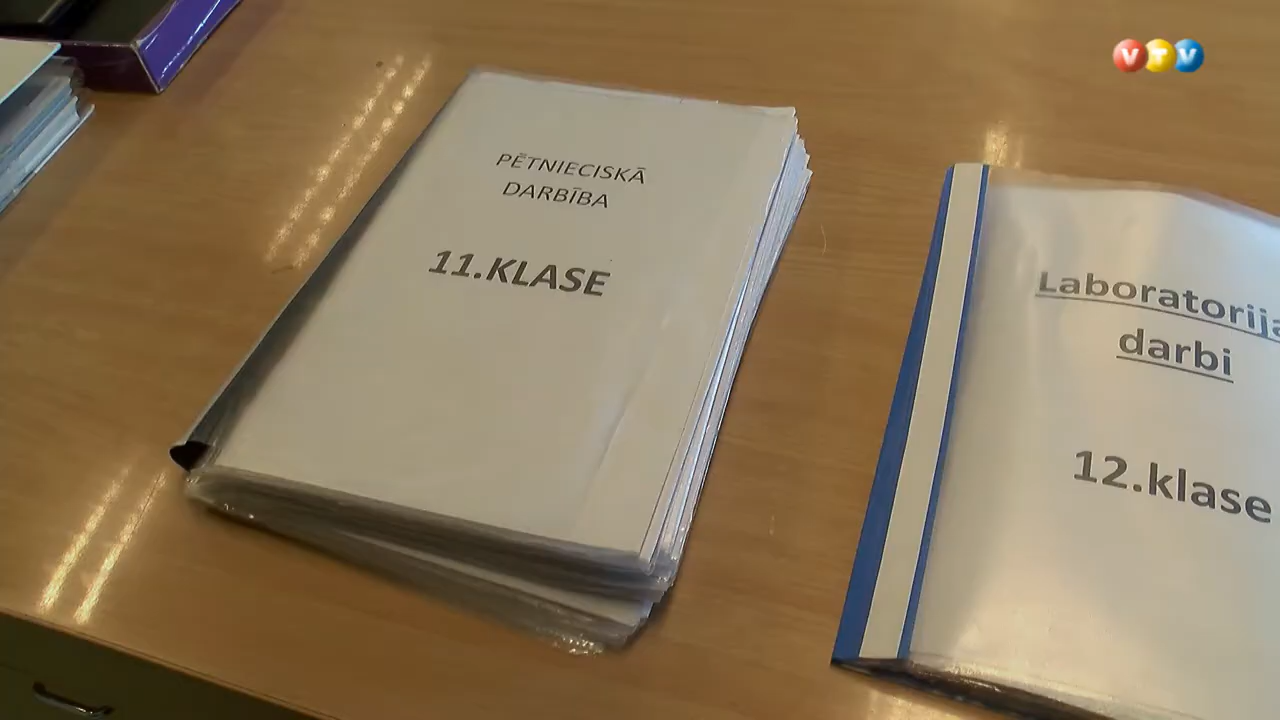 VTV
PĒTNIECISKĀ
DARBĪBA
11.KLASE
Laboratorija
darbi
12.klase